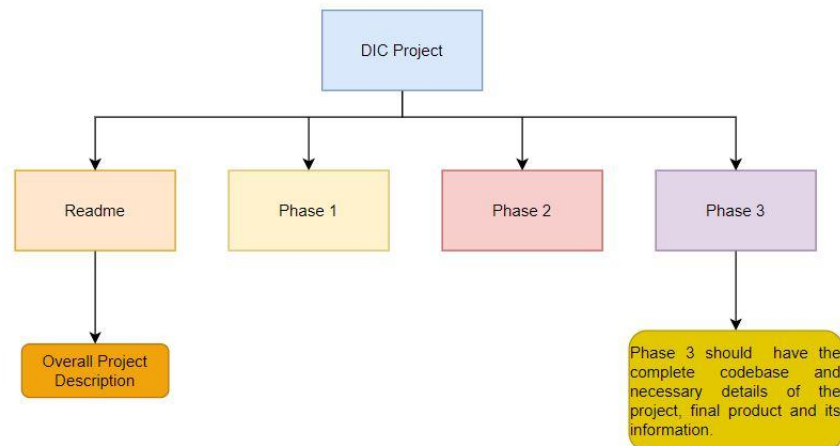 DIC Project
Readme
Phase 1
Phase 2
Phase 3
Overall Project
Description
Phase 3 should have the
complete codebase and
necessary details of the
project, final product and its
information.